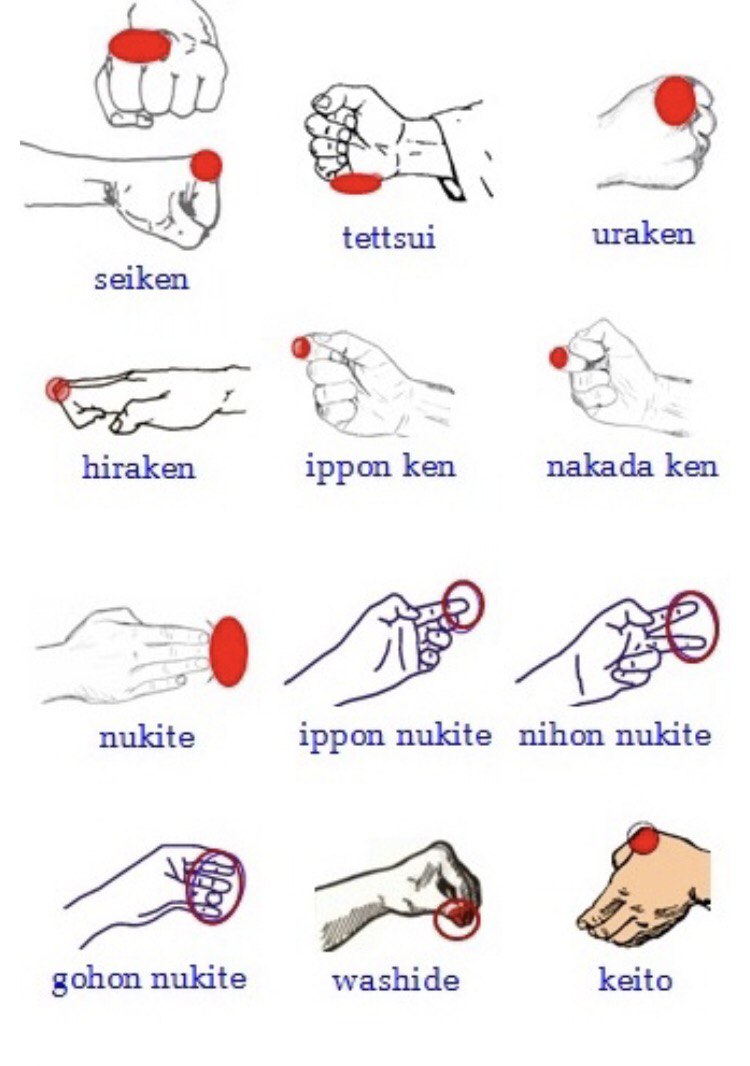 seiken
tettsui
uraken
hiraken
ippon ken
nakada ken
nukite
ippon nukite
nihon nukite
gohon nukite
washide
keito